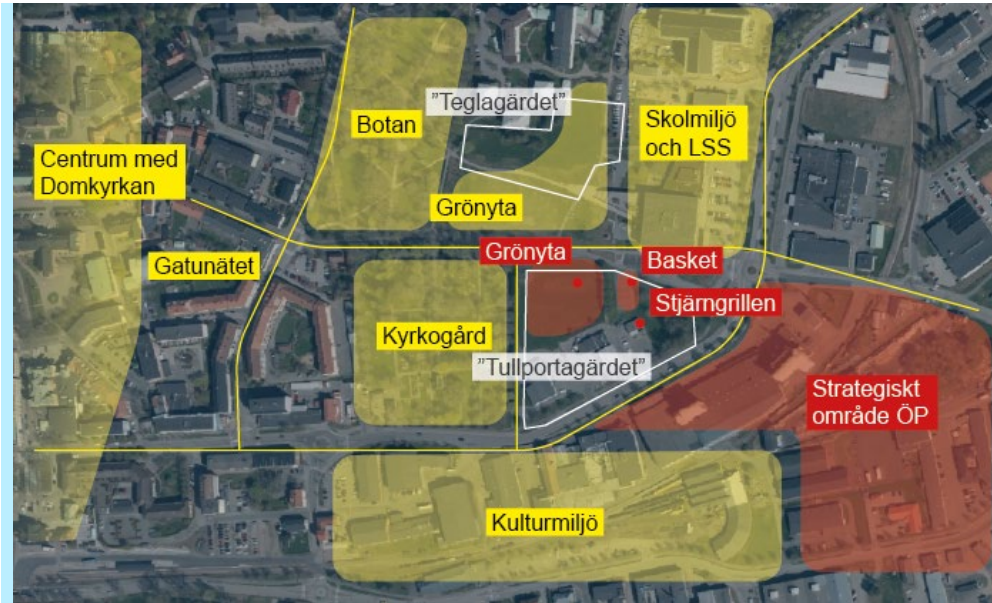 "Teglagärdet"
Botan
Skolmiljö
och LSS
Centrum med
Domkyrkan
Grönyta
Grönyta
Basket
Gatunätet
Stjärngrillen
Kyrkogård
"Tullportagärdet"
Strategiskt
område ÖP
Kulturmiljö